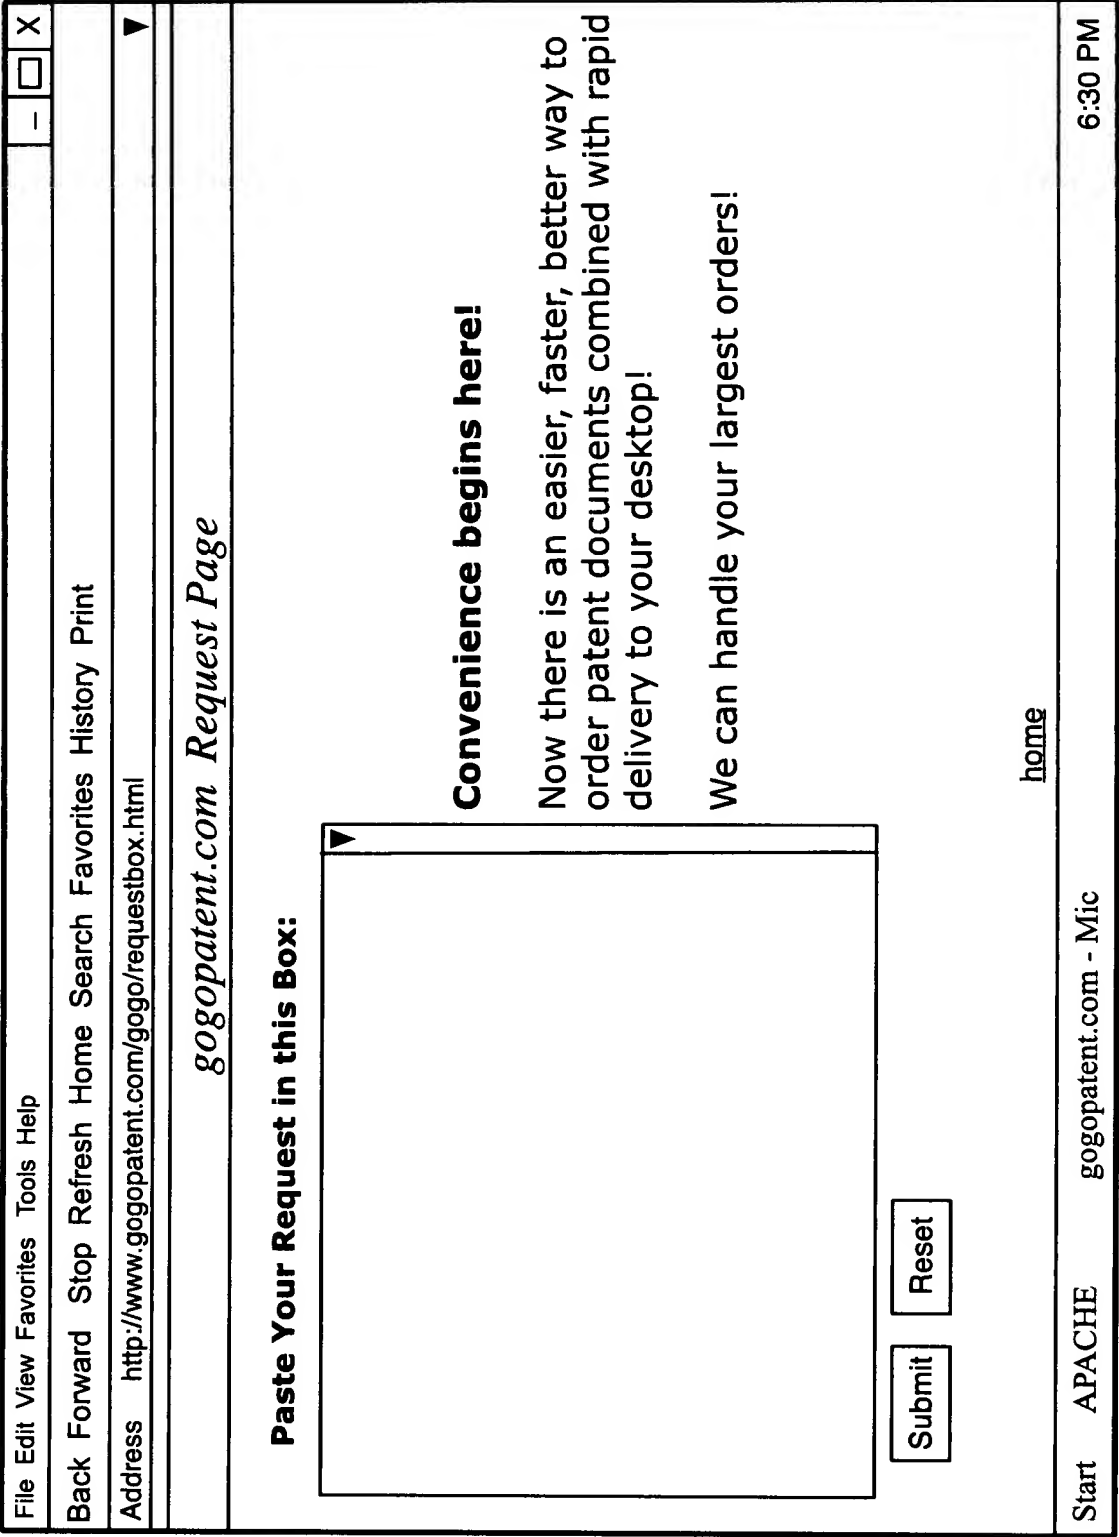 File Edit View Favorites Tools Help
– □ X
Back Forward Stop Refresh Home Search Favorites History Print
Address http://www.gogopatent.com/gogo/requestbox.html
gogopatent.com Request Page
Paste Your Request in this Box:
Convenience begins here!
Now there is an easier, faster, better way to
order patent documents combined with rapid
delivery to your desktop!
We can handle your largest orders!
Submit Reset
home
Start APACHE gogopatent.com - Mic 6:30 PM